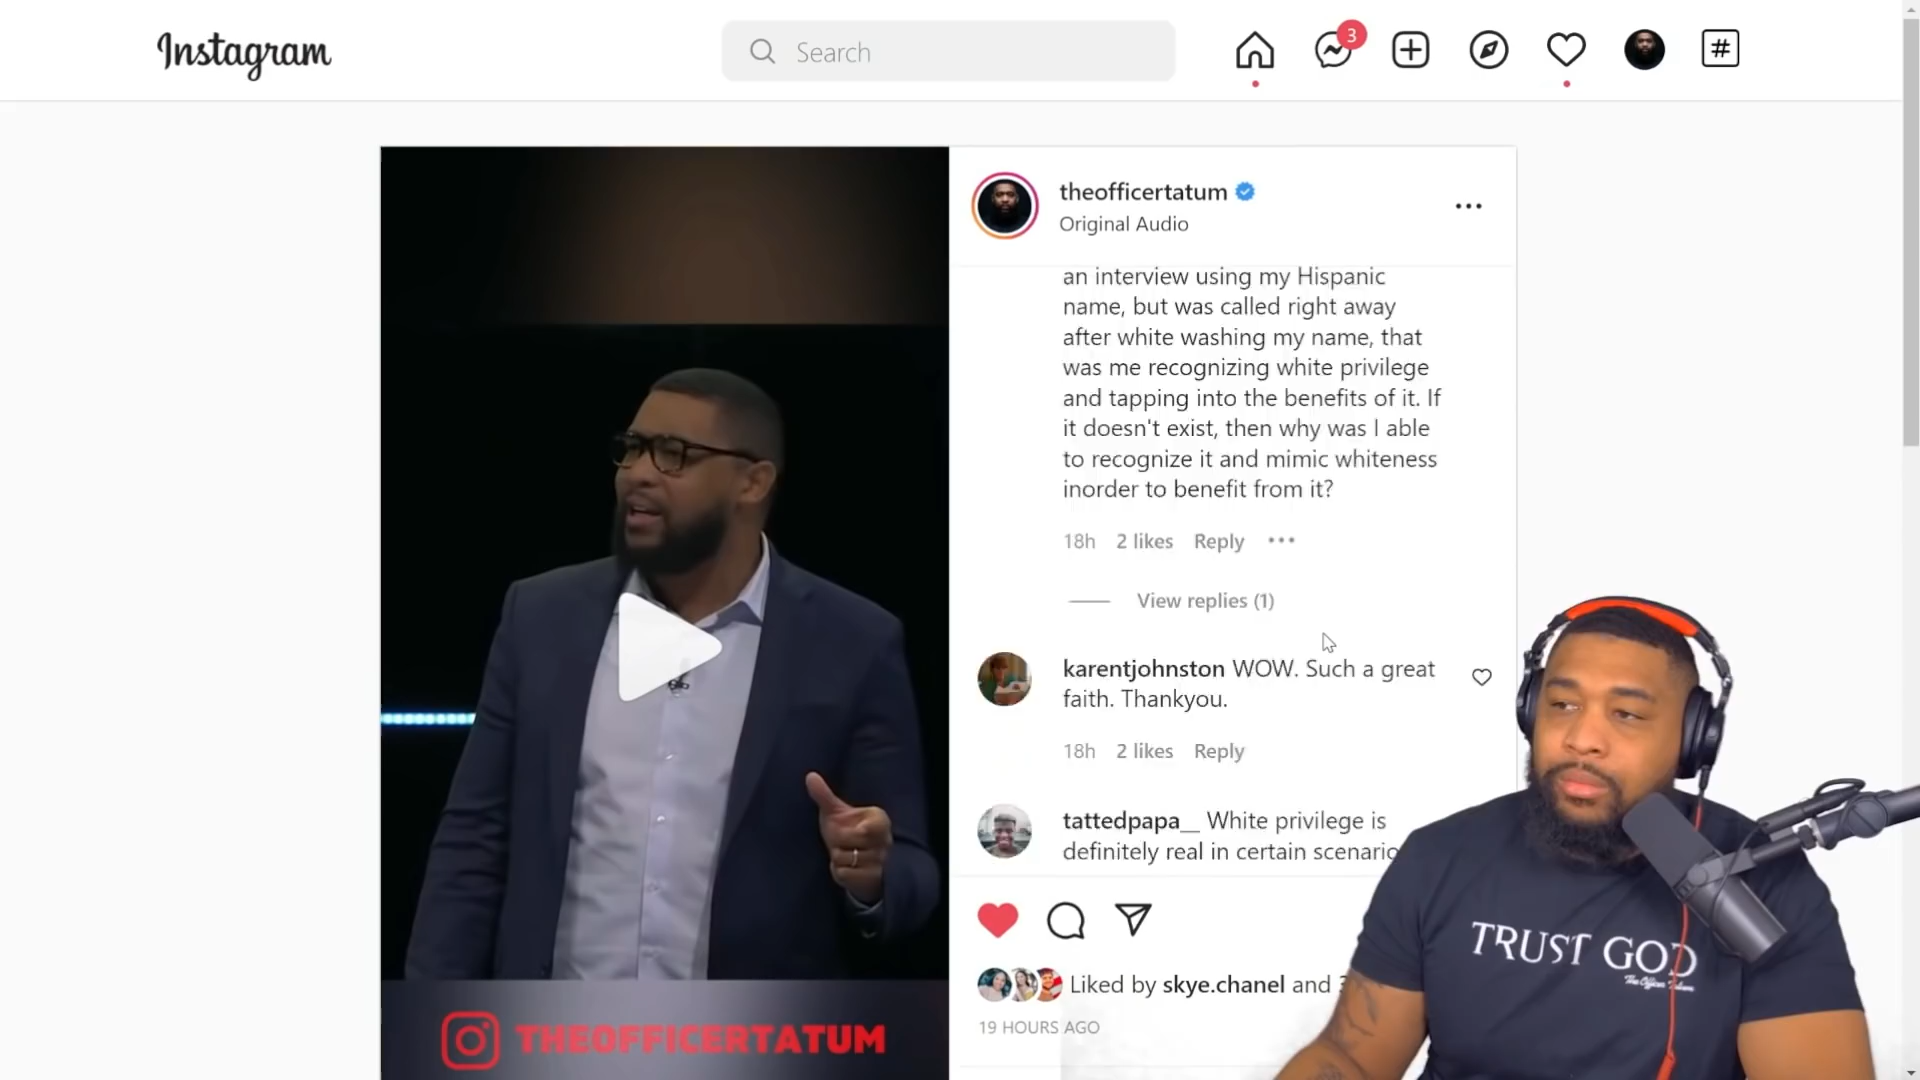 Instagram
Search
3
#
theofficertatum
Original Audio
an interview using my Hispanic
name, but was called right away
after white washing my name, that
was me recognizing white privilege
and tapping into the benefits of it. If
it doesn't exist, then why was I able
to recognize it and mimic whiteness
inorder to benefit from it?
18h 2 likes Reply
View replies (1)
karentjohnston WOW. Such a great
faith. Thankyou.
18h 2 likes Reply
tattedpapa__ White privilege is
definitely real in certain scenario
Liked by skye.chanel and
19 HOURS AGO
THEOFFICERTATUM
TRUST GOD
The Officer Tatum